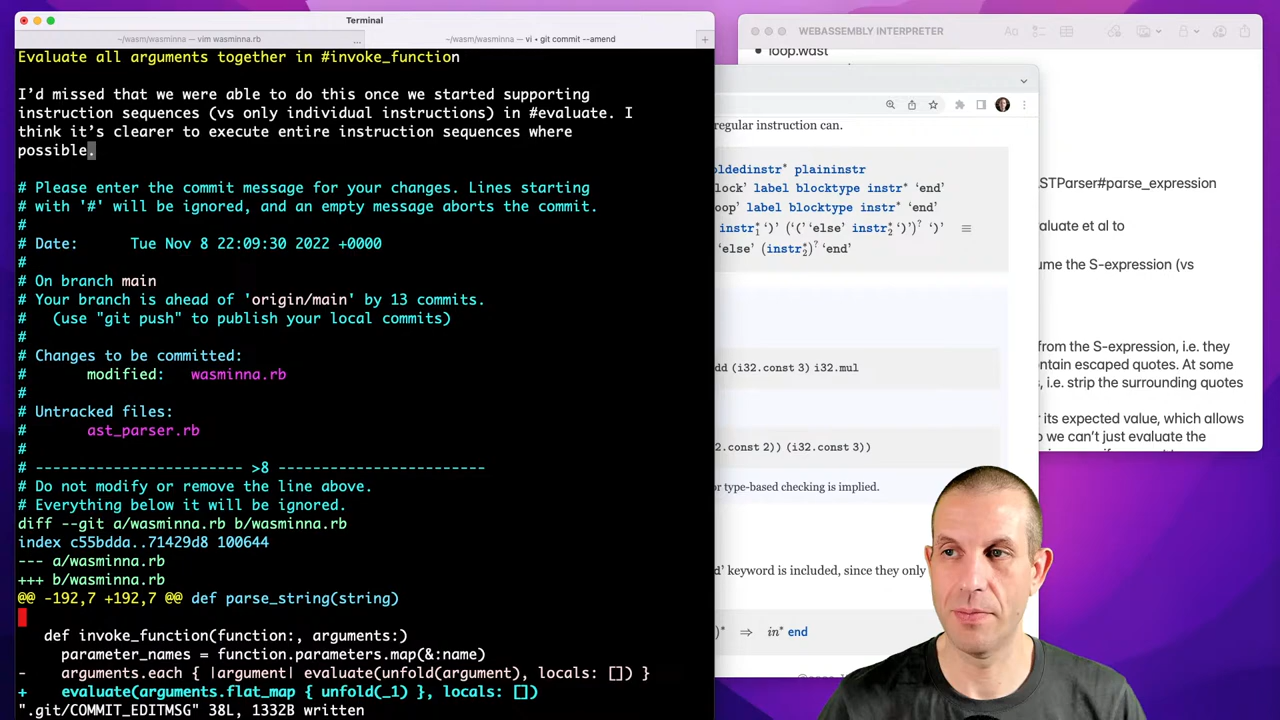 Terminal
~/wasm/wasminna — vim wasminna.rb
...
~/wasm/wasminna — vi • git commit --amend
+
Evaluate all arguments together in #invoke_function
I’d missed that we were able to do this once we started supporting
instruction sequences (vs only individual instructions) in #evaluate. I
think it’s clearer to execute entire instruction sequences where
possible.
# Please enter the commit message for your changes. Lines starting
# with '#' will be ignored, and an empty message aborts the commit.
#
# Date:      Tue Nov 8 22:09:30 2022 +0000
#
# On branch main
# Your branch is ahead of 'origin/main' by 13 commits.
#   (use "git push" to publish your local commits)
#
# Changes to be committed:
#       modified:   wasminna.rb
#
# Untracked files:
#       ast_parser.rb
#
# ------------------------ >8 ------------------------
# Do not modify or remove the line above.
# Everything below it will be ignored.
diff --git a/wasminna.rb b/wasminna.rb
index c55bdda..71429d8 100644
--- a/wasminna.rb
+++ b/wasminna.rb
@@ -192,7 +192,7 @@ def parse_string(string)
   def invoke_function(function:, arguments:)
     parameter_names = function.parameters.map(&:name)
-    arguments.each { |argument| evaluate(unfold(argument), locals: []) }
+    evaluate(arguments.flat_map { unfold(_1) }, locals: [])
".git/COMMIT_EDITMSG" 38L, 1332B written
WEBASSEMBLY INTERPRETER
Aa
• loop.wast
regular instruction can.
oldedinstr* plaininstr
lock’ label blocktype instr* ‘end’
oop’ label blocktype instr* ‘end’
instr*1 ‘)’ (‘(’ ‘else’ instr*2 ‘)’)? ‘)’
‘else’ (instr*2)? ‘end’
dd (i32.const 3) i32.mul
const 2)) (i32.const 3))
or type-based checking is implied.
d’ keyword is included, since they only
)* ⇒ in* end
STParser#parse_expression
aluate et al to
ume the S-expression (vs
from the S-expression, i.e. they
ntain escaped quotes. At some
, i.e. strip the surrounding quotes
r its expected value, which allows
o we can’t just evaluate the